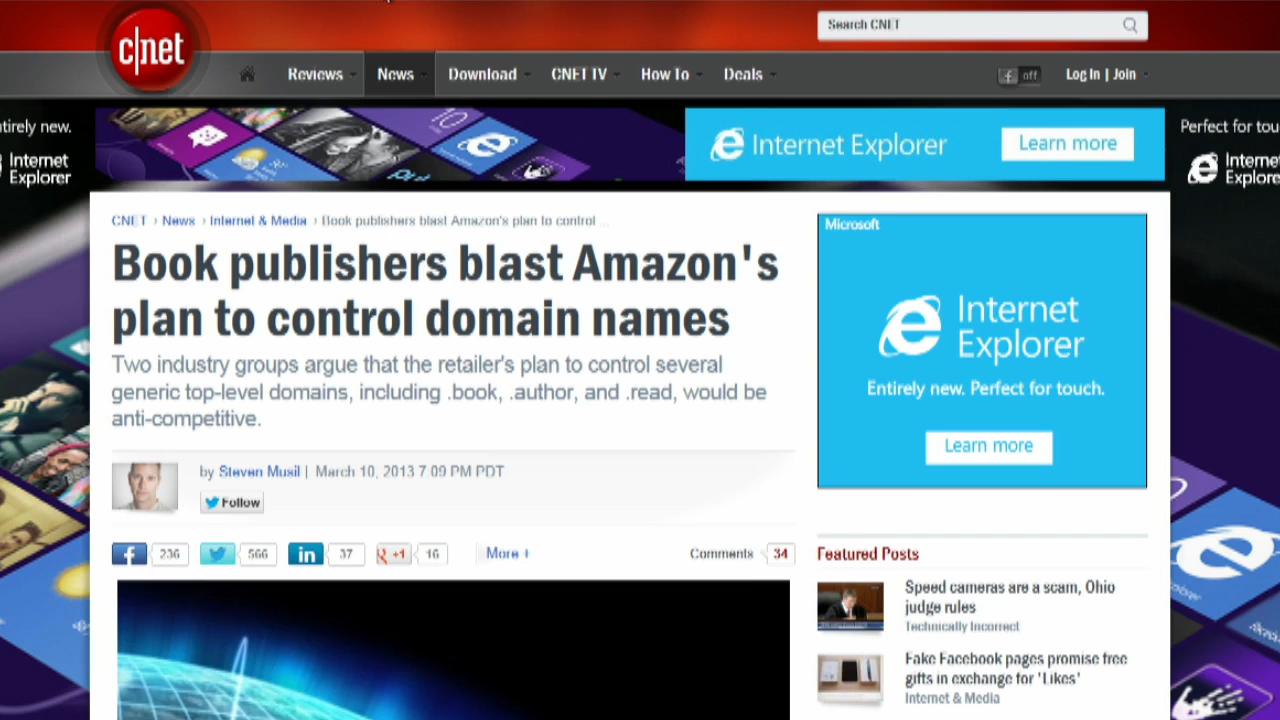 c|net
Search CNET
Reviews
News
Download
CNET TV
How To
Deals
off
Log In | Join
tirely new.
Internet
Explorer
10
Internet Explorer
Learn more
Perfect for tou
Interne
Explore
CNET › News › Internet & Media › Book publishers blast Amazon's plan to control ...
Book publishers blast Amazon's
plan to control domain names
Two industry groups argue that the retailer's plan to control several
generic top-level domains, including .book, .author, and .read, would be
anti-competitive.
by Steven Musil | March 10, 2013 7:09 PM PDT
Follow
236
566
in
37
+1
16
More +
Comments
34
Microsoft
Internet
Explorer
Entirely new. Perfect for touch.
Learn more
Featured Posts
Speed cameras are a scam, Ohio
judge rules
Technically Incorrect
Fake Facebook pages promise free
gifts in exchange for 'Likes'
Internet & Media